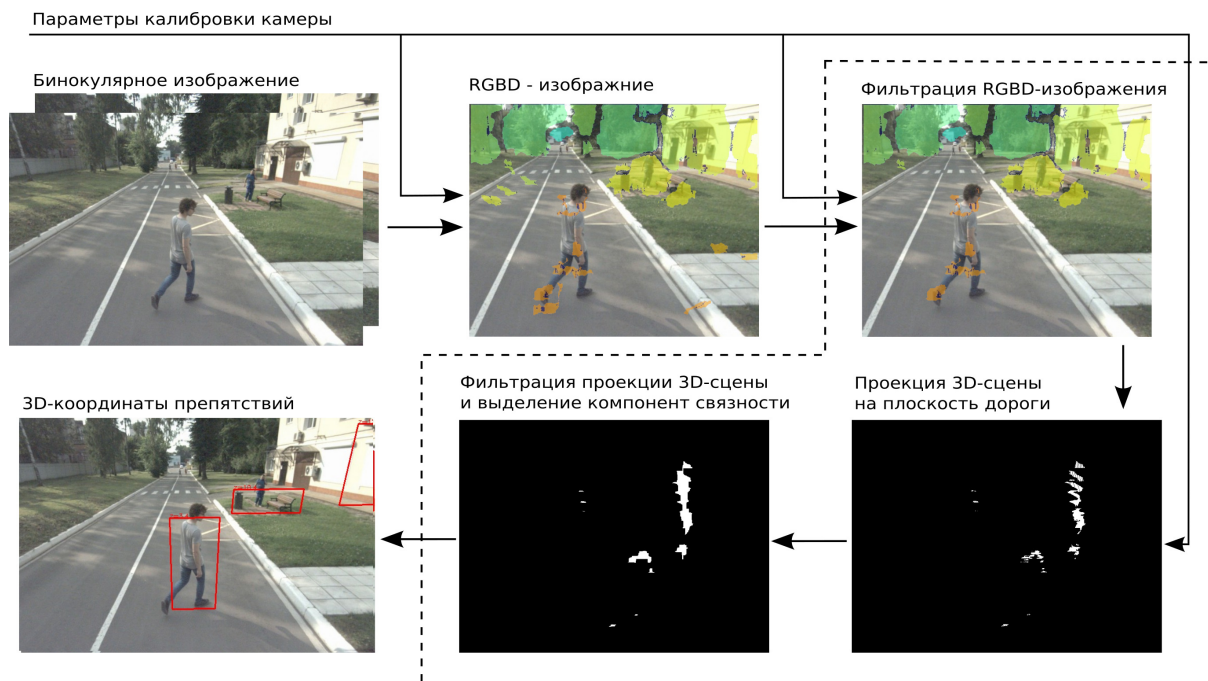 Параметры калибровки камеры
Бинокулярное изображение
RGBD - изображние
Фильтрация RGBD-изображения
3D-координаты препятствий
Фильтрация проекции 3D-сцены
и выделение компонент связности
Проекция 3D-сцены
на плоскость дороги